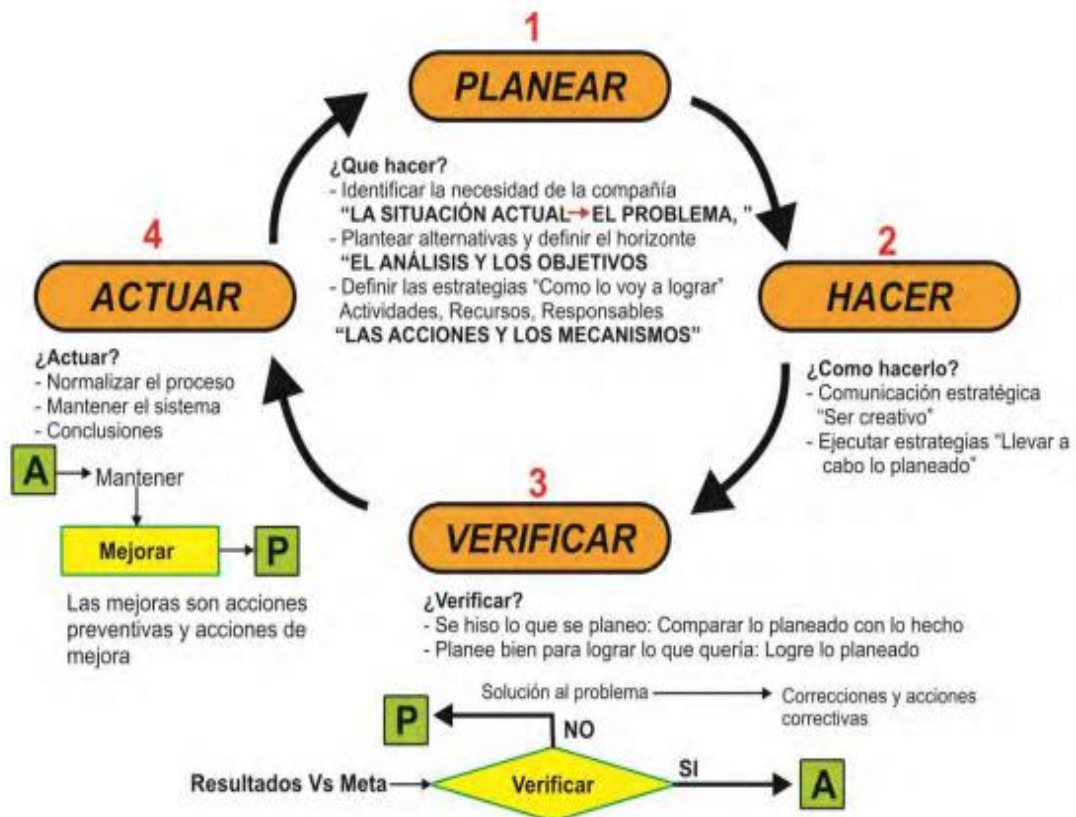 1
PLANEAR
¿Que hacer?
- Identificar la necesidad de la compañía
"LA SITUACIÓN ACTUAL→EL PROBLEMA, "
- Plantear alternativas y definir el horizonte
"EL ANÁLISIS Y LOS OBJETIVOS
- Definir las estrategias "Como lo voy a lograr"
Actividades, Recursos, Responsables
"LAS ACCIONES Y LOS MECANISMOS"
2
HACER
¿Como hacerlo?
- Comunicación estratégica
"Ser creativo"
- Ejecutar estrategias "Llevar a
cabo lo planeado"
3
VERIFICAR
¿Verificar?
- Se hiso lo que se planeo: Comparar lo planeado con lo hecho
- Planee bien para lograr lo que quería: Logre lo planeado
Solución al problema
Correcciones y acciones
correctivas
P
NO
Resultados Vs Meta
Verificar
SI
A
4
ACTUAR
¿Actuar?
- Normalizar el proceso
- Mantener el sistema
- Conclusiones
A
Mantener
Mejorar
P
Las mejoras son acciones
preventivas y acciones de
mejora